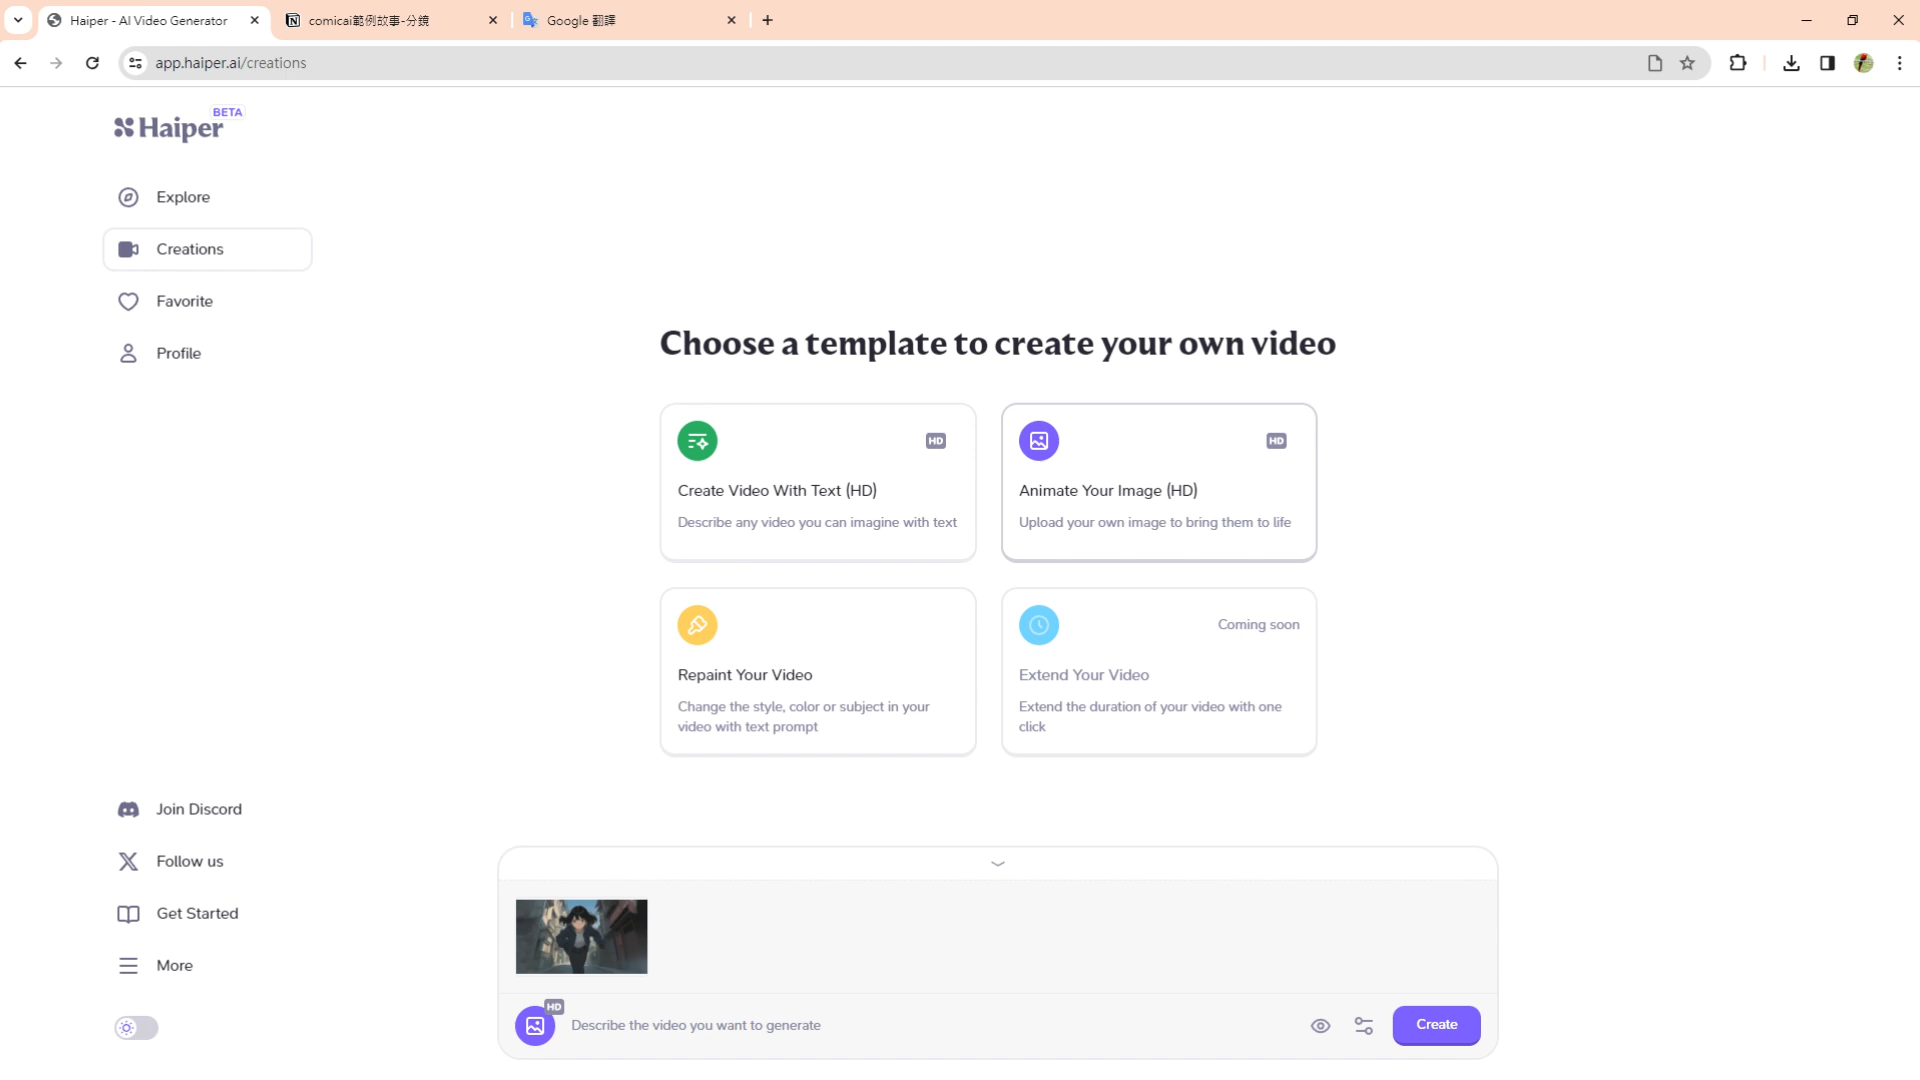 Haiper - AI Video Generator
comicai範例故事-分鏡
Google 翻譯
app.haiper.ai/creations
Haiper BETA
Explore
Creations
Favorite
Profile
Choose a template to create your own video
HD
Create Video With Text (HD)
Describe any video you can imagine with text
HD
Animate Your Image (HD)
Upload your own image to bring them to life
Repaint Your Video
Change the style, color or subject in your
video with text prompt
Coming soon
Extend Your Video
Extend the duration of your video with one
click
Join Discord
Follow us
Get Started
More
HD
Describe the video you want to generate
Create